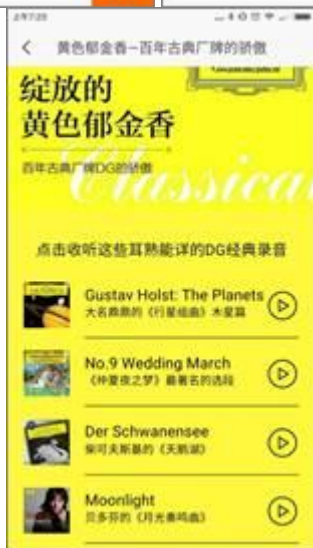 上午7:20
黄色郁金香-百年古典厂牌的骄傲
绽放的
黄色郁金香
百年古典厂牌DG的骄傲
Classical
点击收听这些耳熟能详的DG经典录音
Gustav Holst: The Planets
大名鼎鼎的《行星组曲》木星篇
No.9 Wedding March
《仲夏夜之梦》最著名的选段
Der Schwanensee
柴可夫斯基的《天鹅湖》
Moonlight
贝多芬的《月光奏鸣曲》